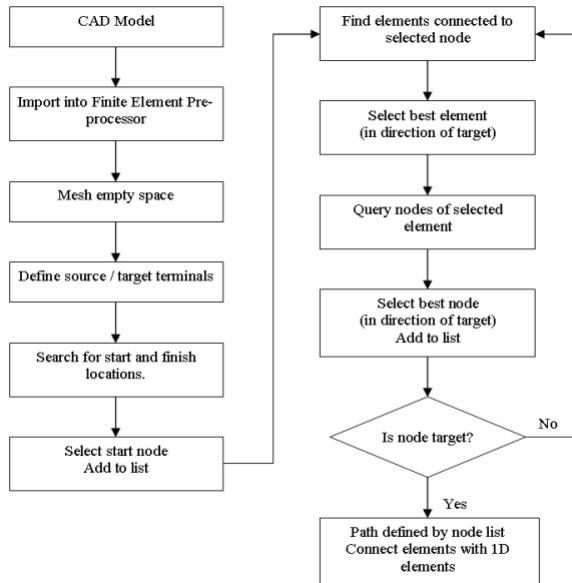 CAD Model
Import into Finite Element Pre-
processor
Mesh empty space
Define source / target terminals
Search for start and finish
locations.
Select start node
Add to list
Find elements connected to
selected node
Select best element
(in direction of target)
Query nodes of selected
element
Select best node
(in direction of target)
Add to list
Is node target?
No
Yes
Path defined by node list
Connect elements with 1D
elements